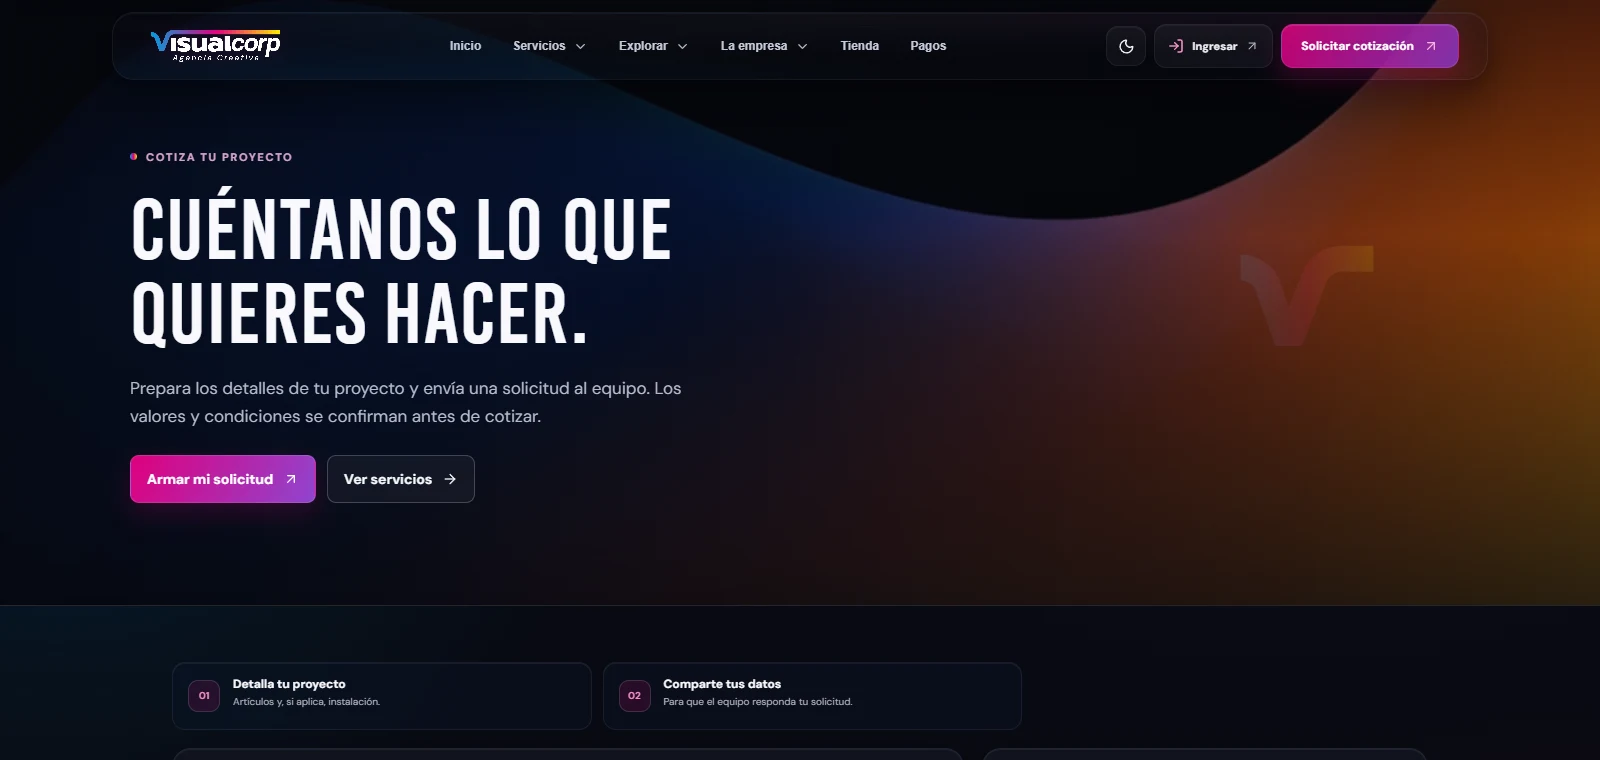 Visualcorp
Agencia Creativa
Inicio
Servicios
Explorar
La empresa
Tienda
Pagos
Ingresar
Solicitar cotización
COTIZA TU PROYECTO
CUÉNTANOS LO QUE
QUIERES HACER.
Prepara los detalles de tu proyecto y envía una solicitud al equipo. Los
valores y condiciones se confirman antes de cotizar.
Armar mi solicitud
Ver servicios
01
Detalla tu proyecto
Artículos y, si aplica, instalación.
02
Comparte tus datos
Para que el equipo responda tu solicitud.